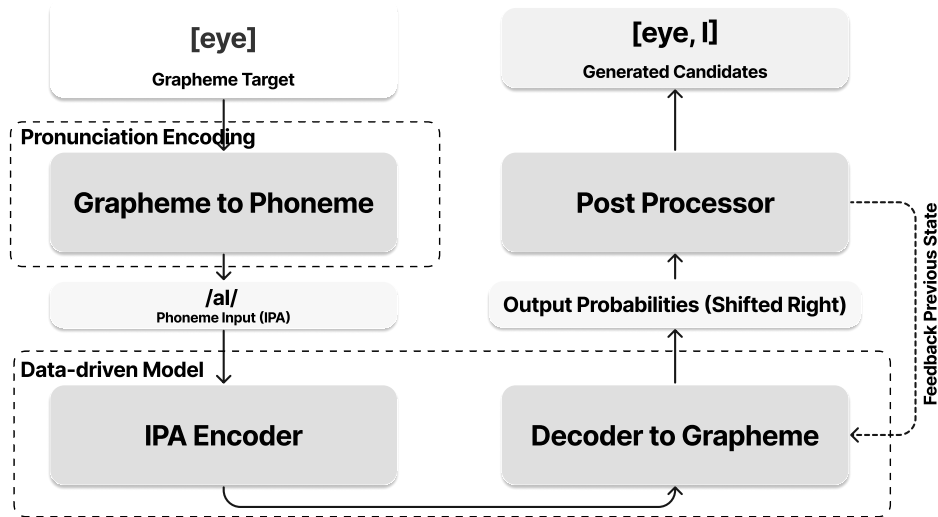 [eye]
Grapheme Target
Pronunciation Encoding
Grapheme to Phoneme
/aI/
Phoneme Input (IPA)
Data-driven Model
IPA Encoder
[eye, I]
Generated Candidates
Post Processor
Output Probabilities (Shifted Right)
Decoder to Grapheme
Feedback Previous State